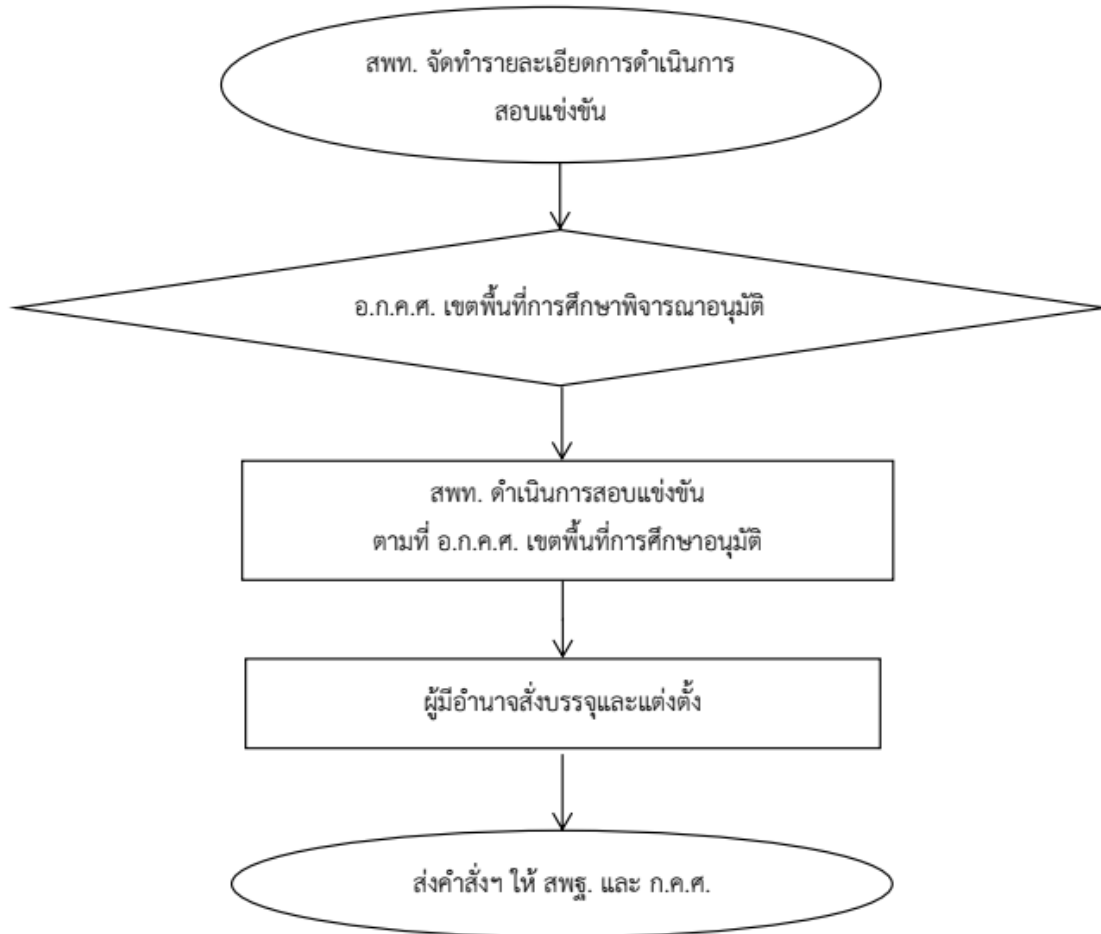 สพท. จัดทำรายละเอียดการดำเนินการ
สอบแข่งขัน
อ.ก.ค.ศ. เขตพื้นที่การศึกษาพิจารณาอนุมัติ
สพท. ดำเนินการสอบแข่งขัน
ตามที่ อ.ก.ค.ศ. เขตพื้นที่การศึกษาอนุมัติ
ผู้มีอำนาจสั่งบรรจุและแต่งตั้ง
ส่งคำสั่งฯ ให้ สพฐ. และ ก.ค.ศ.